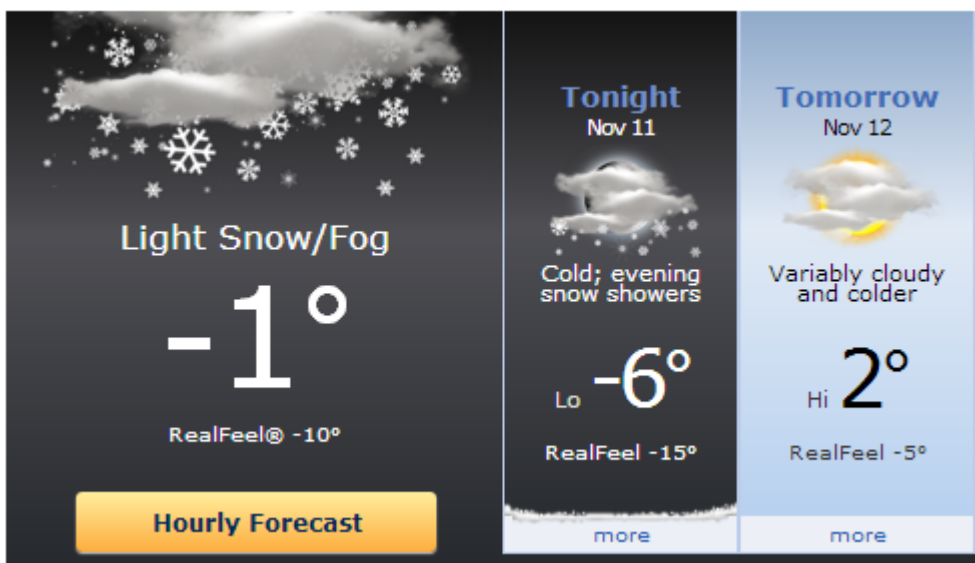 Light Snow/Fog
-1°
RealFeel® -10°
Hourly Forecast
Tonight
Nov 11
Cold; evening
snow showers
Lo -6°
RealFeel -15°
more
Tomorrow
Nov 12
Variably cloudy
and colder
Hi 2°
RealFeel -5°
more